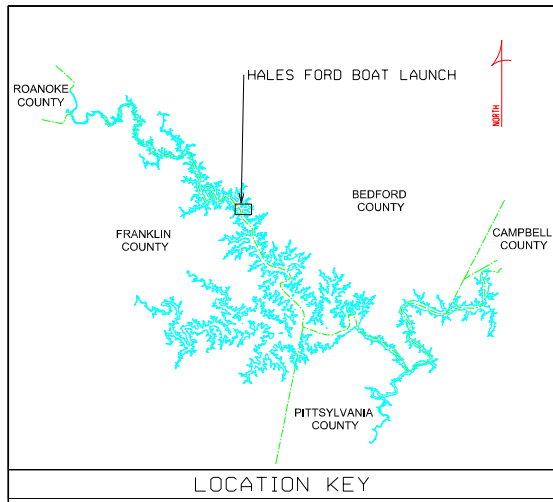 HALES FORD BOAT LAUNCH
ROANOKE
COUNTY
NORTH
BEDFORD
COUNTY
FRANKLIN
COUNTY
CAMPBELL
COUNTY
PITTSYLVANIA
COUNTY
LOCATION KEY